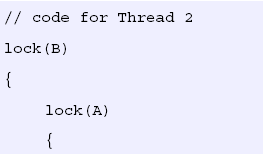 // code for Thread 2
lock(B)
{
    lock(A)
    {